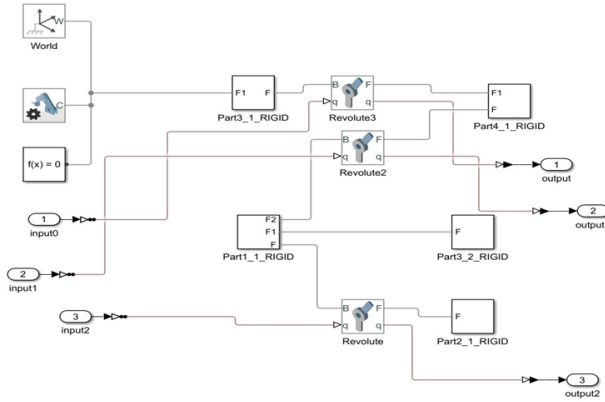 W
World
C
f(x) = 0
F1 F
Part3_1_RIGID
B F
q q
Revolute3
F1
F
Part4_1_RIGID
B F
q q
Revolute2
1
output
2
output
1
input0
2
input1
3
input2
F2
F1
F
Part1_1_RIGID
F
Part3_2_RIGID
B F
q q
Revolute
F
Part2_1_RIGID
3
output2